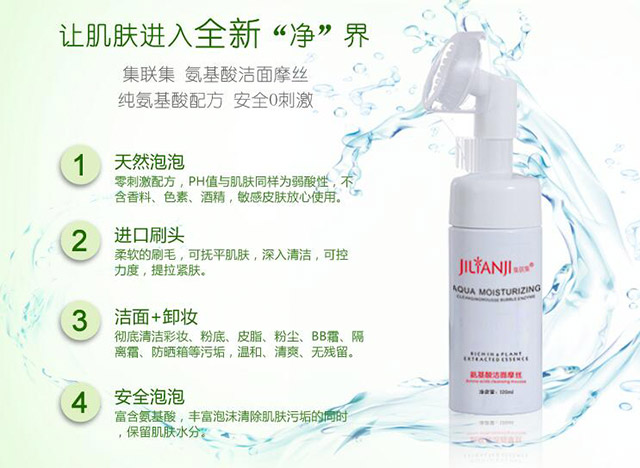 让肌肤进入全新“净”界
集联集 氨基酸洁面摩丝
纯氨基酸配方 安全0刺激
1 天然泡泡
零刺激配方，PH值与肌肤同样为弱酸性，不
含香料、色素、酒精，敏感皮肤放心使用。
2 进口刷头
柔软的刷毛，可抚平肌肤，深入清洁，可控
力度，提拉紧肤。
3 洁面+卸妆
彻底清洁彩妆、粉底、皮脂、粉尘、BB霜、隔
离霜、防晒箱等污垢，温和、清爽、无残留。
4 安全泡泡
富含氨基酸，丰富泡沫清除肌肤污垢的同时
，保留肌肤水分。
JILIANJI 集联集®
AQUA MOISTURIZING
RICH IN A PLANT
EXTRACTED ESSENCE
氨基酸洁面摩丝
Amino acids cleansing mousse